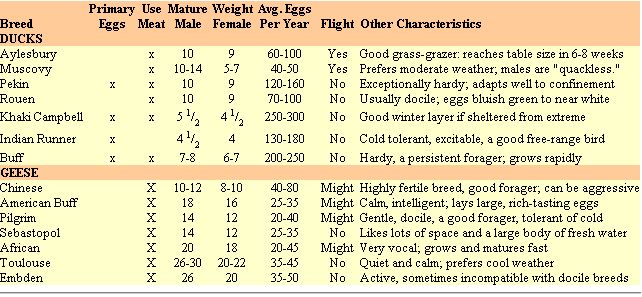 Primary Use Mature Weight Avg. Eggs
Breed Eggs Meat Male Female Per Year Flight Other Characteristics
DUCKS
Aylesbury x 10 9 60-100 Yes Good grass-grazer: reaches table size in 6-8 weeks
Muscovy x 10-14 5-7 40-50 Yes Prefers moderate weather; males are "quackless."
Pekin x x 10 9 120-160 No Exceptionally hardy; adapts well to confinement
Rouen x 10 9 70-100 No Usually docile; eggs bluish green to near white
Khaki Campbell x x 5 1/2 4 1/2 250-300 No Good winter layer if sheltered from extreme
Indian Runner x 4 1/2 4 130-180 No Cold tolerant, excitable, a good free-range bird
Buff x x 7-8 6-7 200-250 No Hardy, a persistent forager; grows rapidly
GEESE
Chinese X 10-12 8-10 40-80 Might Highly fertile breed, good forager; can be aggressive
American Buff X 18 16 25-35 Might Calm, intelligent; lays large, rich-tasting eggs
Pilgrim X 14 12 20-40 Might Gentle, docile, a good forager, tolerant of cold
Sebastopol X 14 12 25-35 No Likes lots of space and a large body of fresh water
African X 20 18 20-45 Might Very vocal; grows and matures fast
Toulouse X 26-30 20-22 35-45 No Quiet and calm; prefers cool weather
Embden X 26 20 35-50 No Active, sometimes incompatible with docile breeds